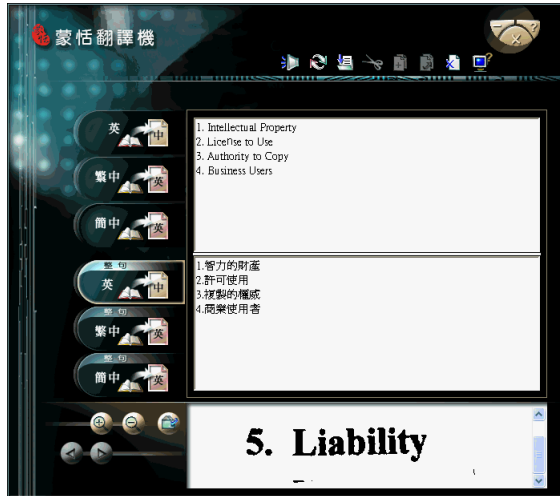 蒙恬翻譯機
英 中
繁中 英
簡中 英
整句
英 中
整句
繁中 英
整句
簡中 英
1. Intellectual Property
2. License to Use
3. Authority to Copy
4. Business Users
1.智力的財產
2.許可使用
3.複製的權威
4.商業使用者
5. Liability